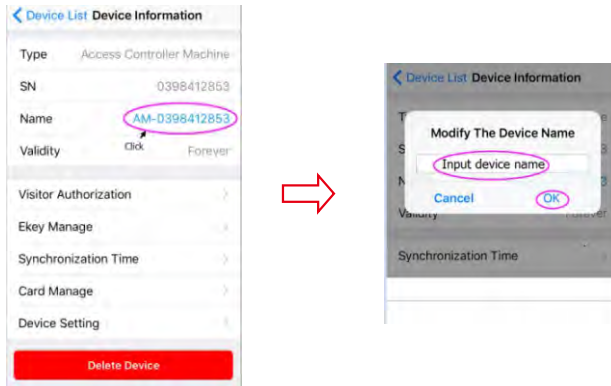 Device List Device Information
Type Access Controller Machine
SN 0398412853
Name AM-0398412853
Click
Validity Forever
Visitor Authorization
Ekey Manage
Synchronization Time
Card Manage
Device Setting
Delete Device
Device List Device Information
Modify The Device Name
Input device name
Cancel OK
Validity Forever
Synchronization Time